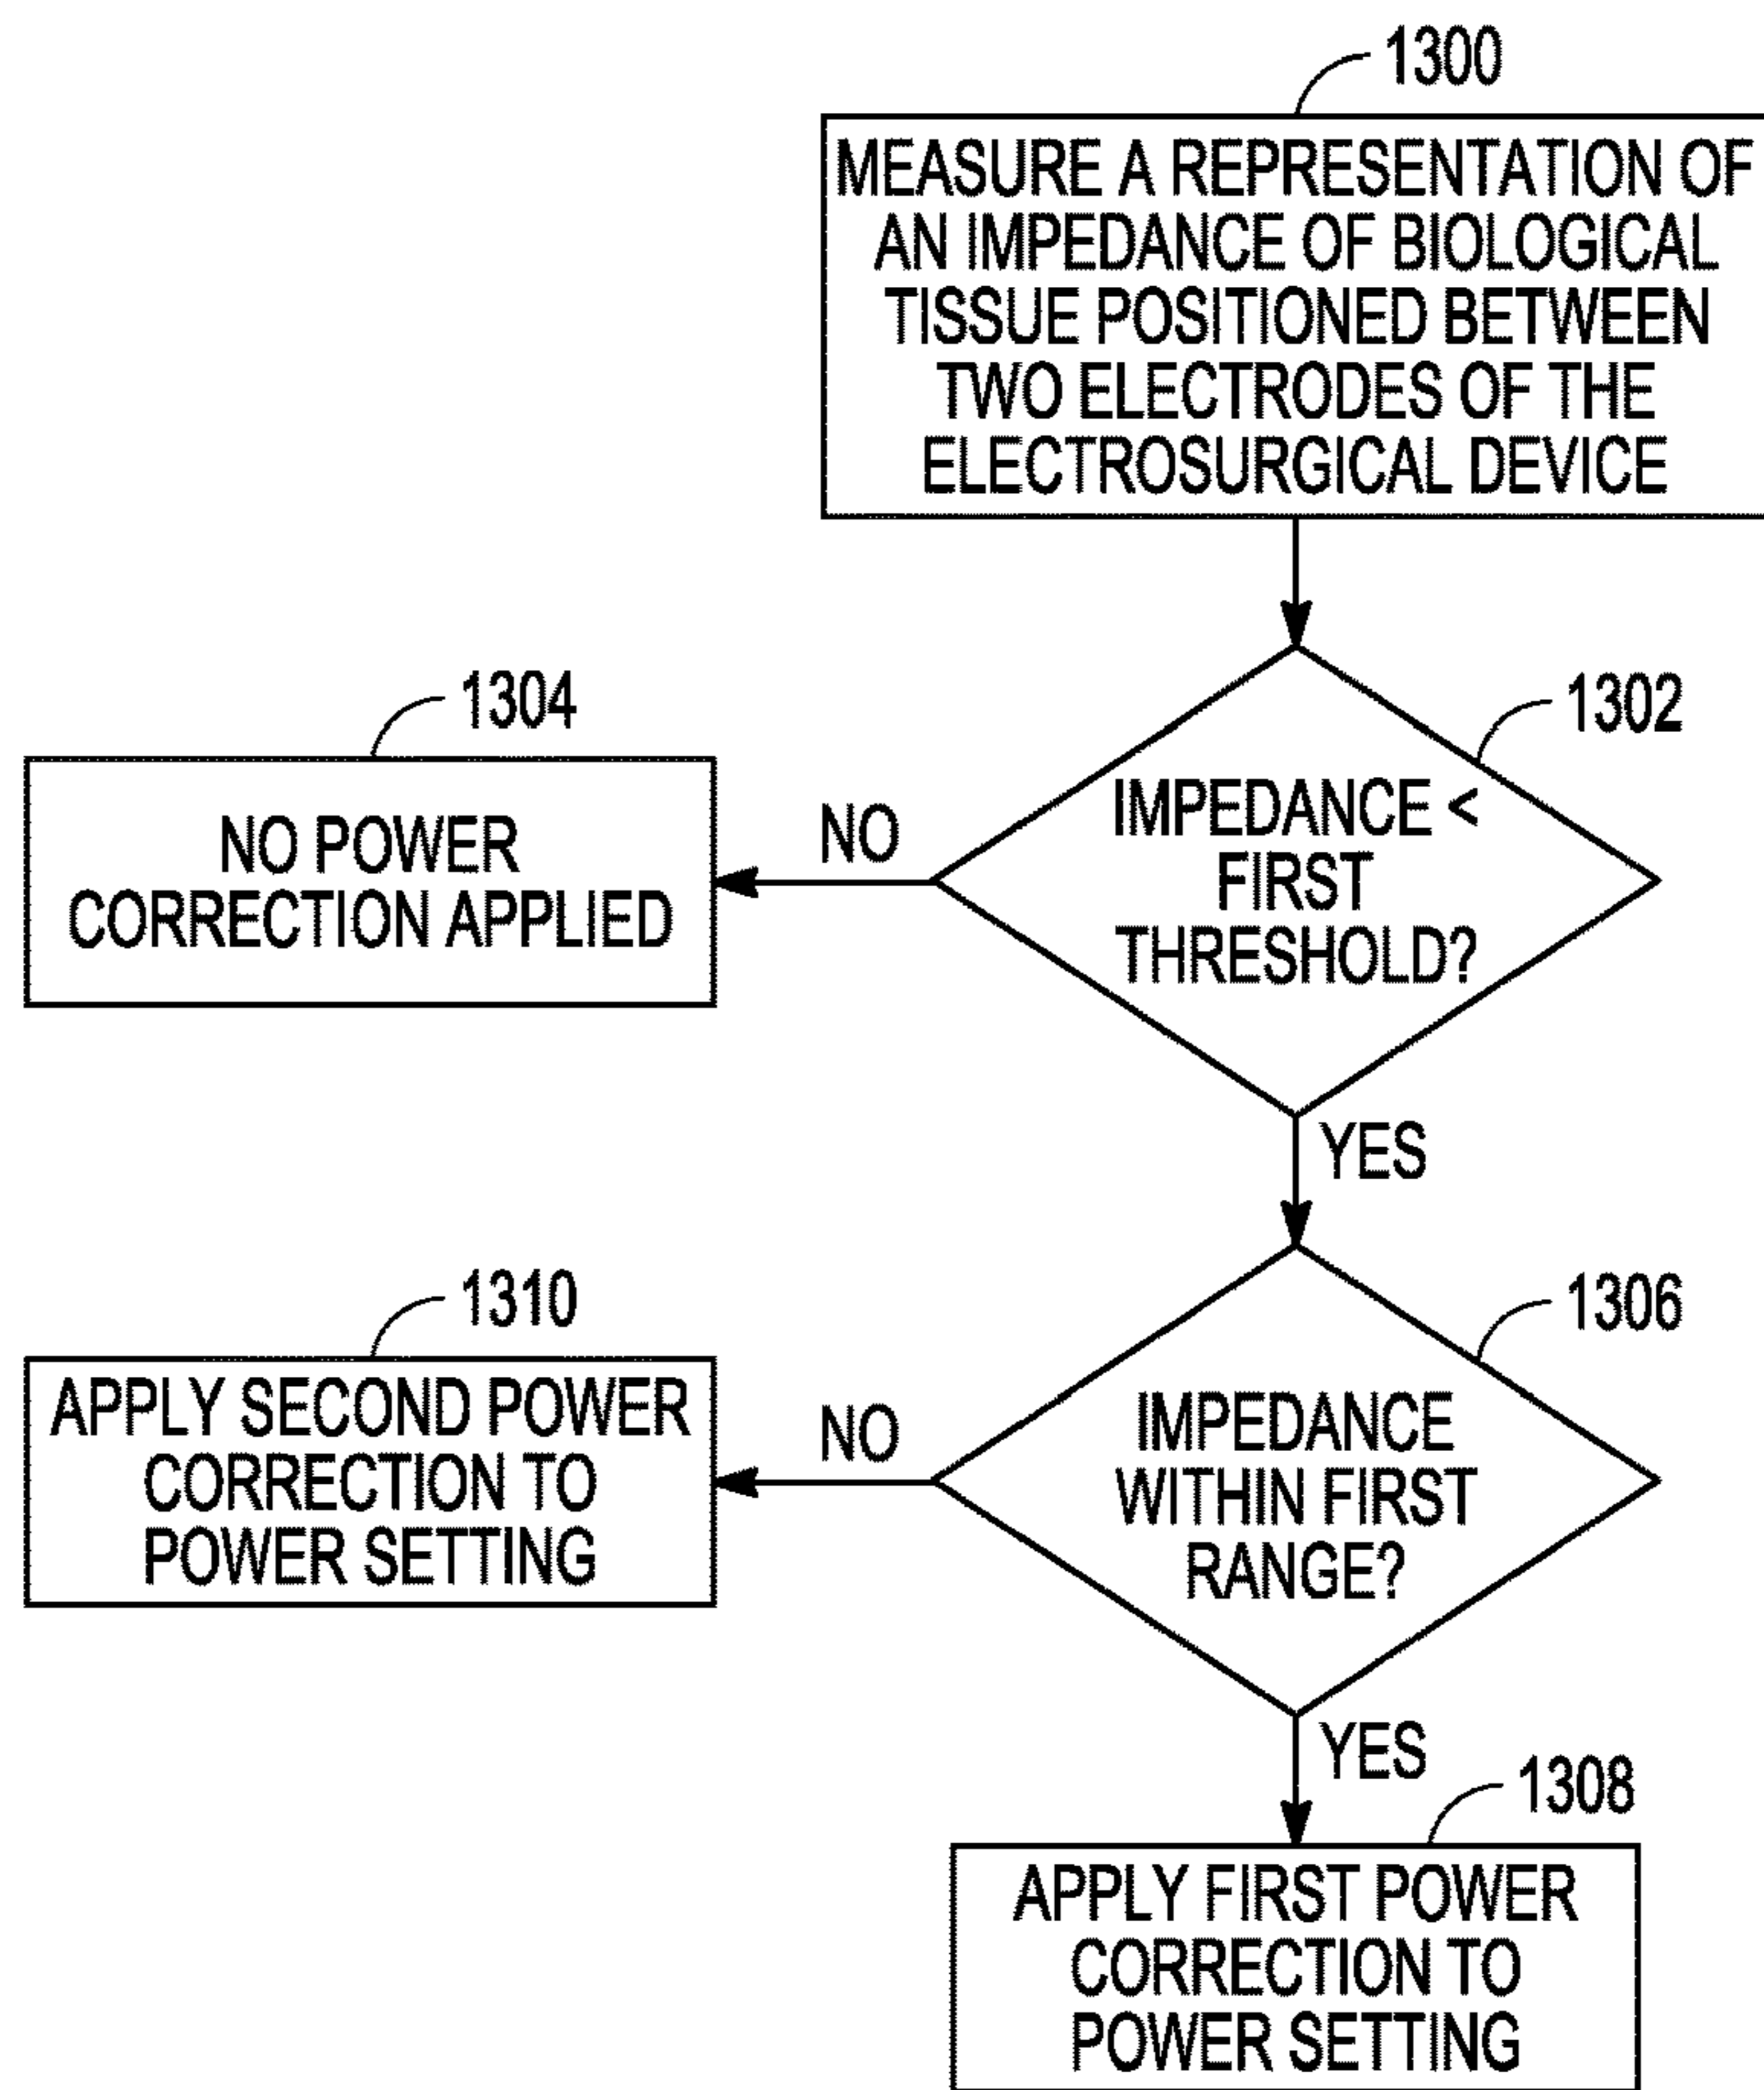 1300
MEASURE A REPRESENTATION OF
AN IMPEDANCE OF BIOLOGICAL
TISSUE POSITIONED BETWEEN
TWO ELECTRODES OF THE
ELECTROSURGICAL DEVICE
1302
IMPEDANCE <
FIRST
THRESHOLD?
NO
1304
NO POWER
CORRECTION APPLIED
YES
1306
IMPEDANCE
WITHIN FIRST
RANGE?
NO
1310
APPLY SECOND POWER
CORRECTION TO
POWER SETTING
YES
1308
APPLY FIRST POWER
CORRECTION TO
POWER SETTING